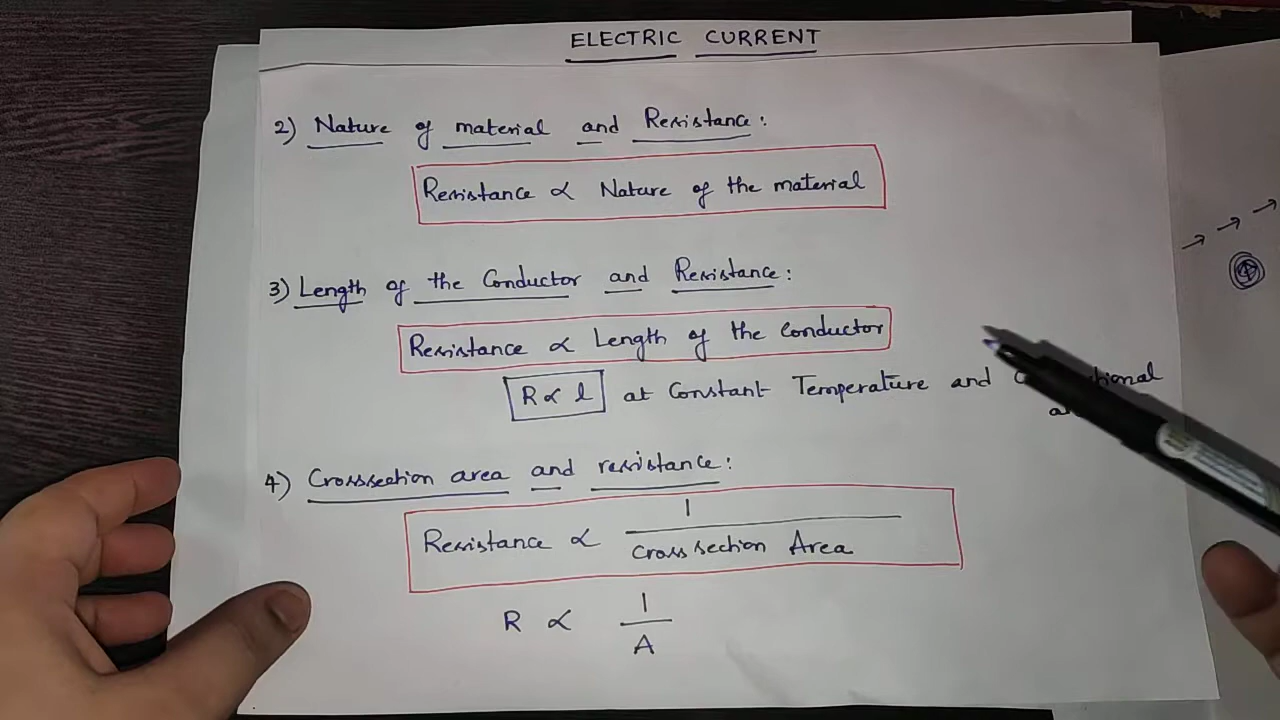 ELECTRIC CURRENT
2) Nature of material and Resistance:
Resistance ∝ Nature of the material
3) Length of the Conductor and Resistance:
Resistance ∝ Length of the Conductor
R ∝ l at Constant Temperature and
4) Crosssection area and resistance:
Resistance ∝ 1
Cross section Area
R ∝ 1
A